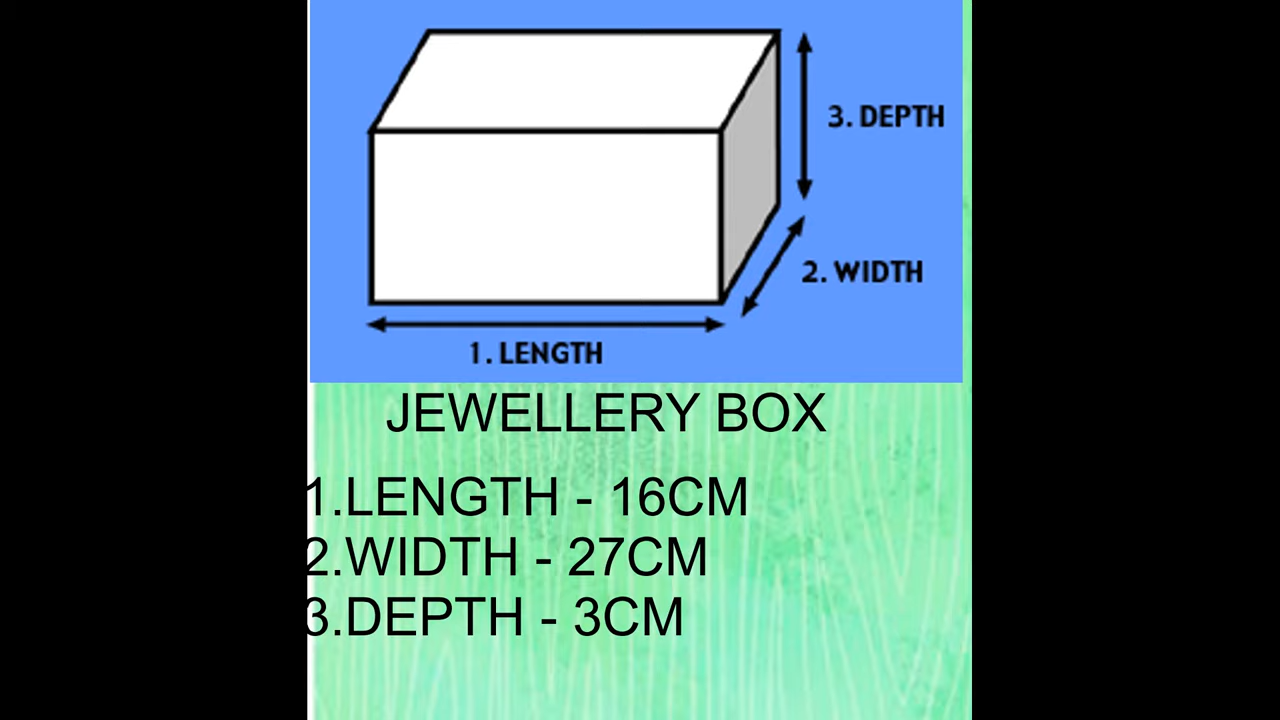 3. DEPTH
2. WIDTH
1. LENGTH
JEWELLERY BOX
1.LENGTH - 16CM
2.WIDTH - 27CM
3.DEPTH - 3CM